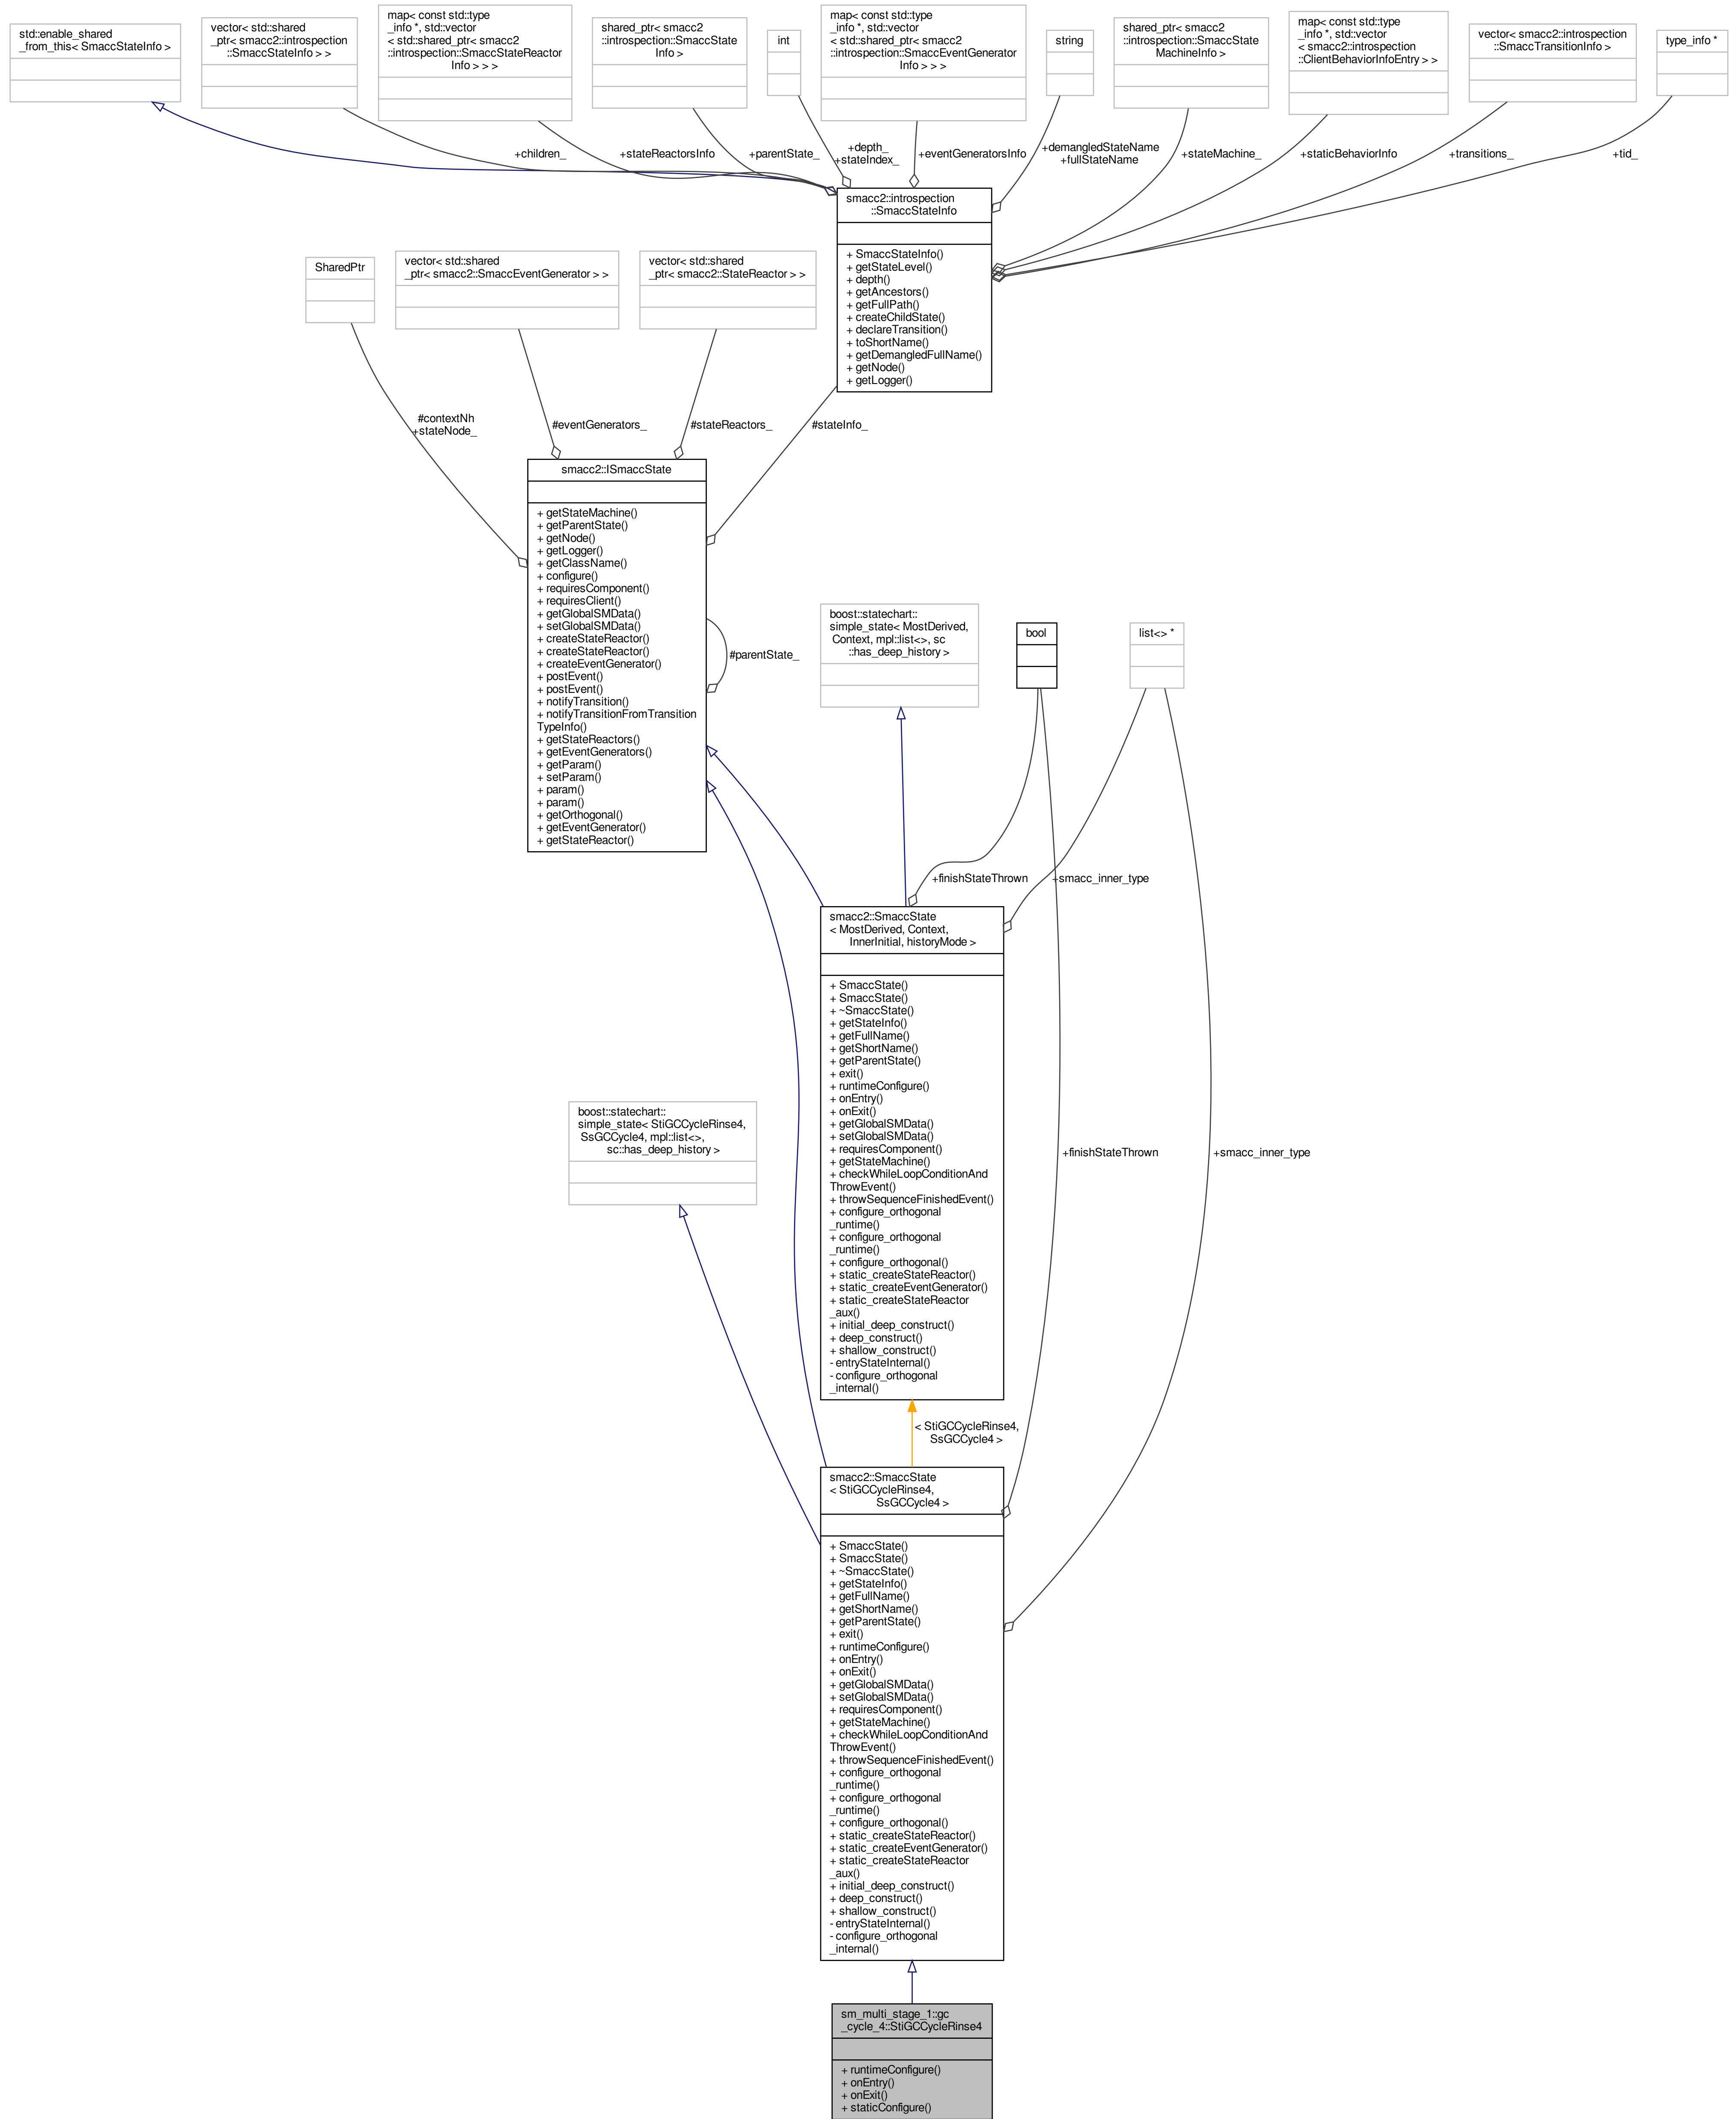 std::enable_shared
_from_this< SmaccStateInfo >
vector< std::shared
_ptr< smacc2::introspection
::SmaccStateInfo > >
map< const std::type
_info *, std::vector
< std::shared_ptr< smacc2
::introspection::SmaccStateReactor
Info > > >
shared_ptr< smacc2
::introspection::SmaccState
Info >
int
map< const std::type
_info *, std::vector
< std::shared_ptr< smacc2
::introspection::SmaccEventGenerator
Info > > >
string
shared_ptr< smacc2
::introspection::SmaccState
MachineInfo >
map< const std::type
_info *, std::vector
< smacc2::introspection
::ClientBehaviorInfoEntry > >
vector< smacc2::introspection
::SmaccTransitionInfo >
type_info *
+children_
+stateReactorsInfo
+parentState_
+depth_
+stateIndex_
+eventGeneratorsInfo
+demangledStateName
+fullStateName
+stateMachine_
+staticBehaviorInfo
+transitions_
+tid_
smacc2::introspection
::SmaccStateInfo
+ SmaccStateInfo()
+ getStateLevel()
+ depth()
+ getAncestors()
+ getFullPath()
+ createChildState()
+ declareTransition()
+ toShortName()
+ getDemangledFullName()
+ getNode()
+ getLogger()
SharedPtr
vector< std::shared
_ptr< smacc2::SmaccEventGenerator > >
vector< std::shared
_ptr< smacc2::StateReactor > >
#contextNh
+stateNode_
#eventGenerators_
#stateReactors_
#stateInfo_
smacc2::ISmaccState
+ getStateMachine()
+ getParentState()
+ getNode()
+ getLogger()
+ getClassName()
+ configure()
+ requiresComponent()
+ requiresClient()
+ getGlobalSMData()
+ setGlobalSMData()
+ createStateReactor()
+ createStateReactor()
+ createEventGenerator()
+ postEvent()
+ postEvent()
+ notifyTransition()
+ notifyTransitionFromTransition
TypeInfo()
+ getStateReactors()
+ getEventGenerators()
+ getParam()
+ setParam()
+ param()
+ param()
+ getOrthogonal()
+ getEventGenerator()
+ getStateReactor()
#parentState_
boost::statechart::
simple_state< MostDerived,
Context, mpl::list<>, sc
::has_deep_history >
bool
list<> *
+finishStateThrown
+smacc_inner_type
smacc2::SmaccState
< MostDerived, Context,
InnerInitial, historyMode >
+ SmaccState()
+ SmaccState()
+ ~SmaccState()
+ getStateInfo()
+ getFullName()
+ getShortName()
+ getParentState()
+ exit()
+ runtimeConfigure()
+ onEntry()
+ onExit()
+ getGlobalSMData()
+ setGlobalSMData()
+ requiresComponent()
+ getStateMachine()
+ checkWhileLoopConditionAnd
ThrowEvent()
+ throwSequenceFinishedEvent()
+ configure_orthogonal
_runtime()
+ configure_orthogonal
_runtime()
+ configure_orthogonal()
+ static_createStateReactor()
+ static_createEventGenerator()
+ static_createStateReactor
_aux()
+ initial_deep_construct()
+ deep_construct()
+ shallow_construct()
- entryStateInternal()
- configure_orthogonal
_internal()
boost::statechart::
simple_state< StiGCCycleRinse4,
SsGCCycle4, mpl::list<>,
sc::has_deep_history >
+finishStateThrown
+smacc_inner_type
< StiGCCycleRinse4,
SsGCCycle4 >
smacc2::SmaccState
< StiGCCycleRinse4,
SsGCCycle4 >
+ SmaccState()
+ SmaccState()
+ ~SmaccState()
+ getStateInfo()
+ getFullName()
+ getShortName()
+ getParentState()
+ exit()
+ runtimeConfigure()
+ onEntry()
+ onExit()
+ getGlobalSMData()
+ setGlobalSMData()
+ requiresComponent()
+ getStateMachine()
+ checkWhileLoopConditionAnd
ThrowEvent()
+ throwSequenceFinishedEvent()
+ configure_orthogonal
_runtime()
+ configure_orthogonal
_runtime()
+ configure_orthogonal()
+ static_createStateReactor()
+ static_createEventGenerator()
+ static_createStateReactor
_aux()
+ initial_deep_construct()
+ deep_construct()
+ shallow_construct()
- entryStateInternal()
- configure_orthogonal
_internal()
sm_multi_stage_1::gc
_cycle_4::StiGCCycleRinse4
+ runtimeConfigure()
+ onEntry()
+ onExit()
+ staticConfigure()